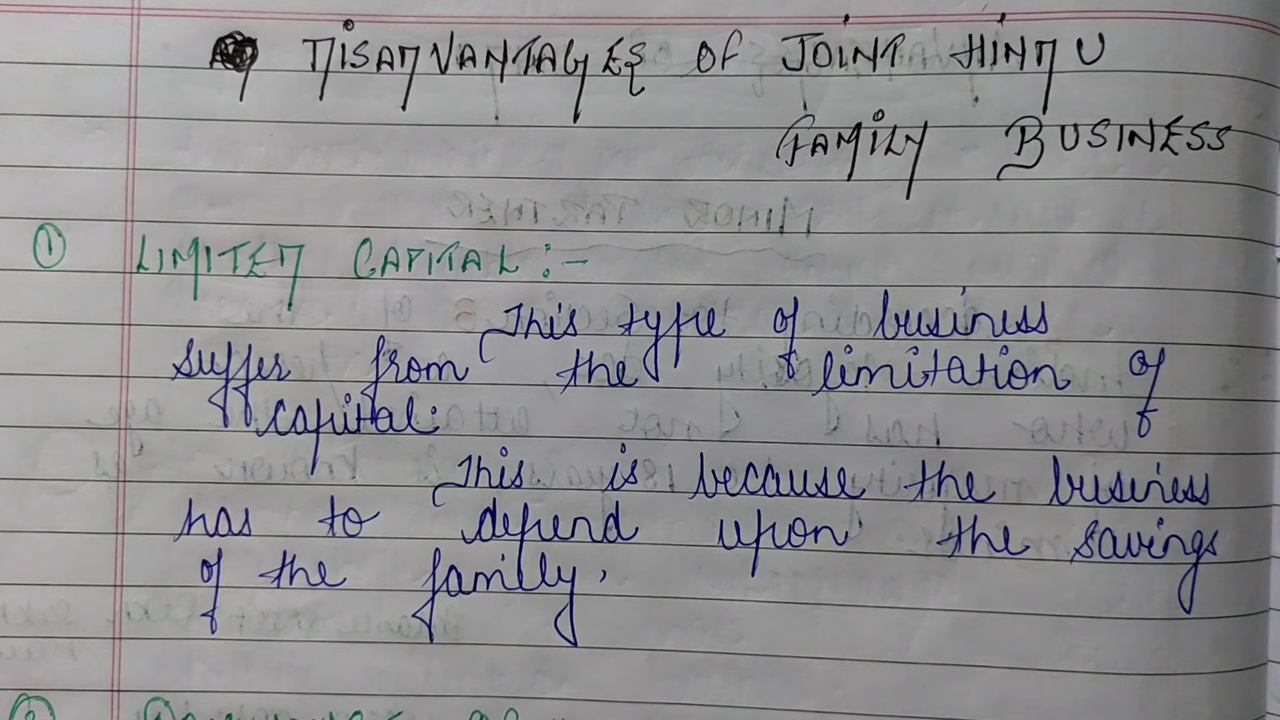 DISADVANTAGES OF JOINT HINDU
FAMILY BUSINESS
① LIMITED CAPITAL :-
This type of business
suffer from the limitation of
capital.
This is because the business
has to depend upon the savings
of the family.